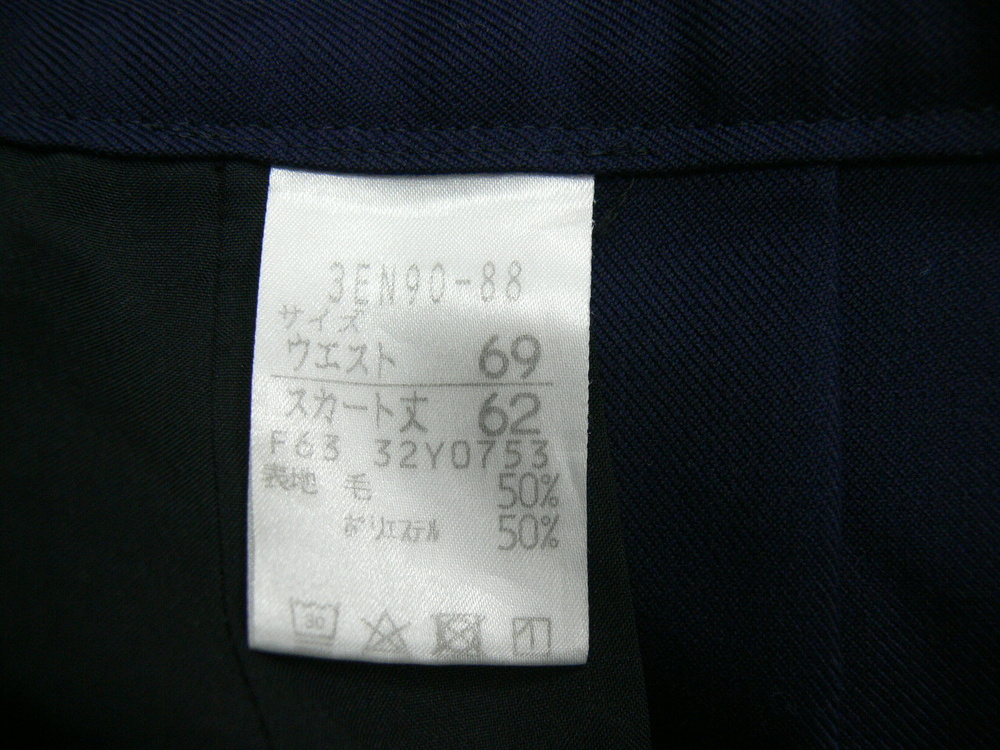 3EN90-88
サイズ
ウエスト 69
スカート丈 62
F63 32Y0753
表地 毛 50%
ポリエステル 50%
30